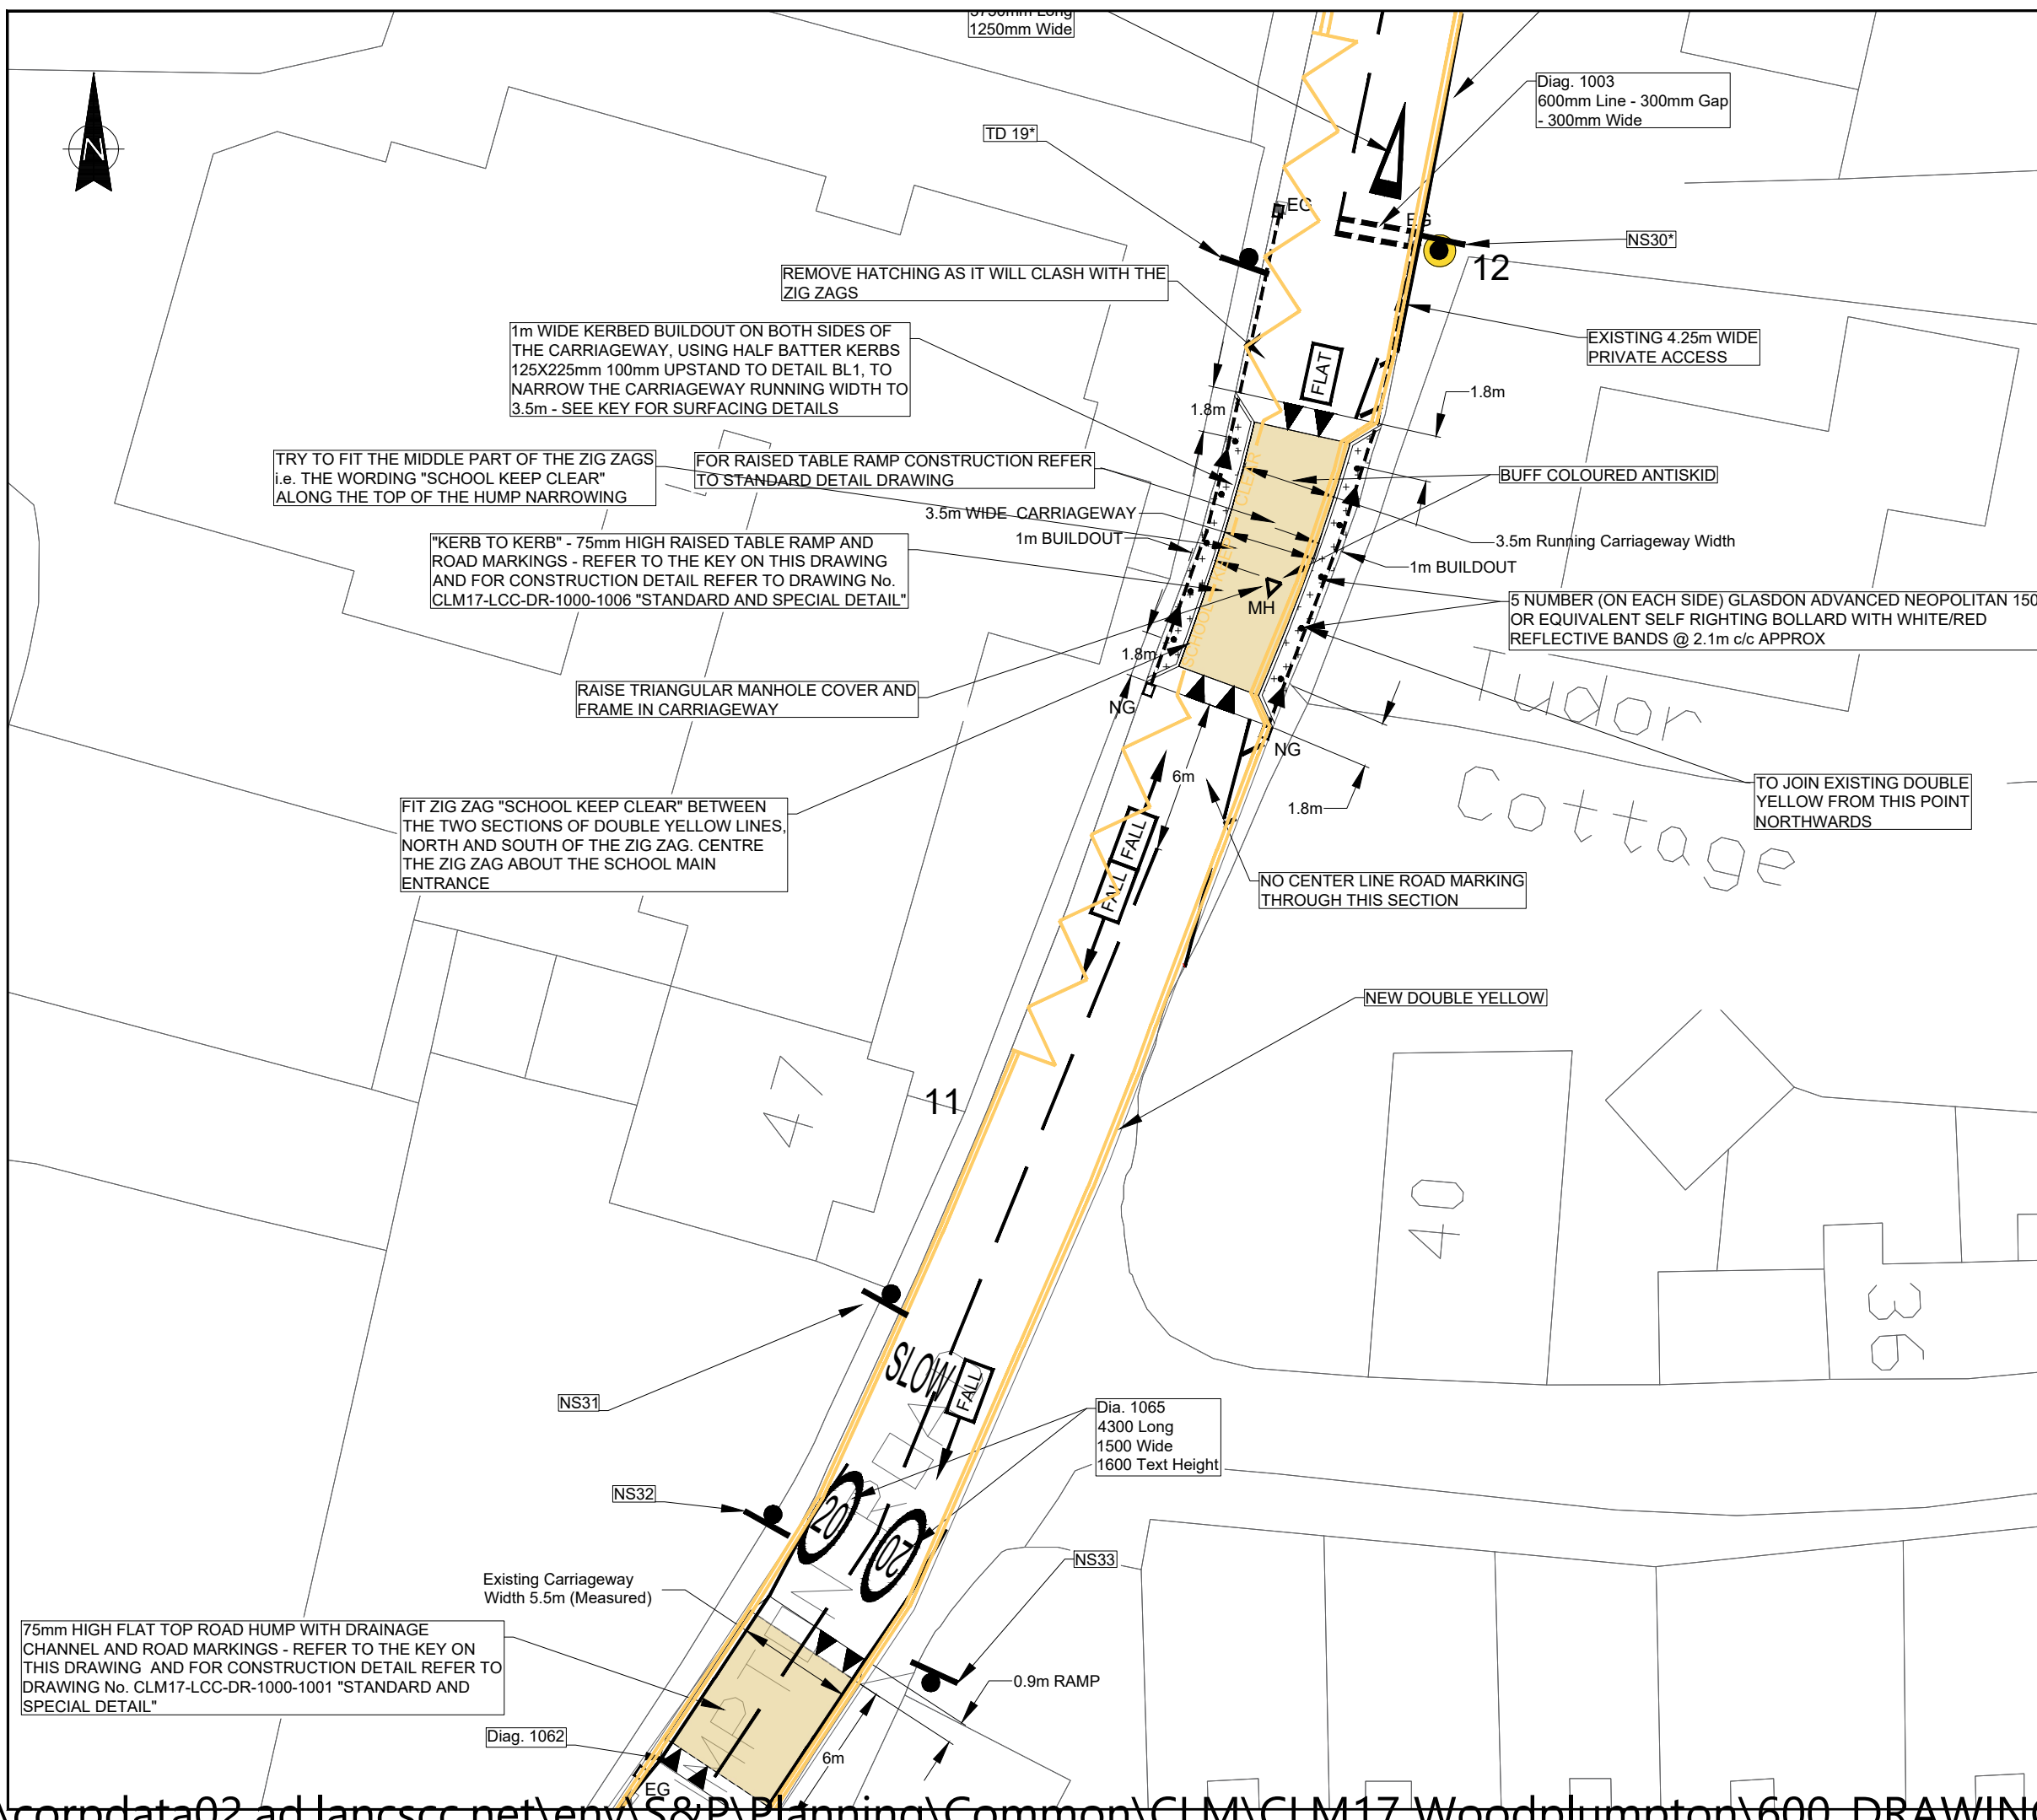 1250mm Wide
Diag. 1003
600mm Line - 300mm Gap
- 300mm Wide
N
TD 19*
EG
EG
NS30*
12
REMOVE HATCHING AS IT WILL CLASH WITH THE
ZIG ZAGS
1m WIDE KERBED BUILDOUT ON BOTH SIDES OF
THE CARRIAGEWAY, USING HALF BATTER KERBS
125X225mm 100mm UPSTAND TO DETAIL BL1, TO
NARROW THE CARRIAGEWAY RUNNING WIDTH TO
3.5m - SEE KEY FOR SURFACING DETAILS
EXISTING 4.25m WIDE
PRIVATE ACCESS
FLAT
1.8m
1.8m
TRY TO FIT THE MIDDLE PART OF THE ZIG ZAGS
i.e. THE WORDING "SCHOOL KEEP CLEAR"
ALONG THE TOP OF THE HUMP NARROWING
FOR RAISED TABLE RAMP CONSTRUCTION REFER
TO STANDARD DETAIL DRAWING
BUFF COLOURED ANTISKID
3.5m WIDE CARRIAGEWAY
1m BUILDOUT
"KERB TO KERB" - 75mm HIGH RAISED TABLE RAMP AND
ROAD MARKINGS - REFER TO THE KEY ON THIS DRAWING
AND FOR CONSTRUCTION DETAIL REFER TO DRAWING No.
CLM17-LCC-DR-1000-1006 "STANDARD AND SPECIAL DETAIL"
3.5m Running Carriageway Width
1m BUILDOUT
SCHOOL KEEP CLEAR
MH
5 NUMBER (ON EACH SIDE) GLASDON ADVANCED NEOPOLITAN 150
OR EQUIVALENT SELF RIGHTING BOLLARD WITH WHITE/RED
REFLECTIVE BANDS @ 2.1m c/c APPROX
1.8m
RAISE TRIANGULAR MANHOLE COVER AND
FRAME IN CARRIAGEWAY
NG
Tudor
Cottage
NG
6m
1.8m
TO JOIN EXISTING DOUBLE
YELLOW FROM THIS POINT
NORTHWARDS
FIT ZIG ZAG "SCHOOL KEEP CLEAR" BETWEEN
THE TWO SECTIONS OF DOUBLE YELLOW LINES,
NORTH AND SOUTH OF THE ZIG ZAG. CENTRE
THE ZIG ZAG ABOUT THE SCHOOL MAIN
ENTRANCE
FALL
FALL
NO CENTER LINE ROAD MARKING
THROUGH THIS SECTION
NEW DOUBLE YELLOW
47
11
40
36
SLOW
FALL
NS31
Dia. 1065
4300 Long
1500 Wide
1600 Text Height
NS32
20
20
NS33
Existing Carriageway
Width 5.5m (Measured)
75mm HIGH FLAT TOP ROAD HUMP WITH DRAINAGE
CHANNEL AND ROAD MARKINGS - REFER TO THE KEY ON
THIS DRAWING AND FOR CONSTRUCTION DETAIL REFER TO
DRAWING No. CLM17-LCC-DR-1000-1001 "STANDARD AND
SPECIAL DETAIL"
0.9m RAMP
Diag. 1062
6m
EG
\corpdata02.ad.lancscc.net\env\S&P\Planning\Common\CLM\CLM17 Woodplumpton\600 DRAWING